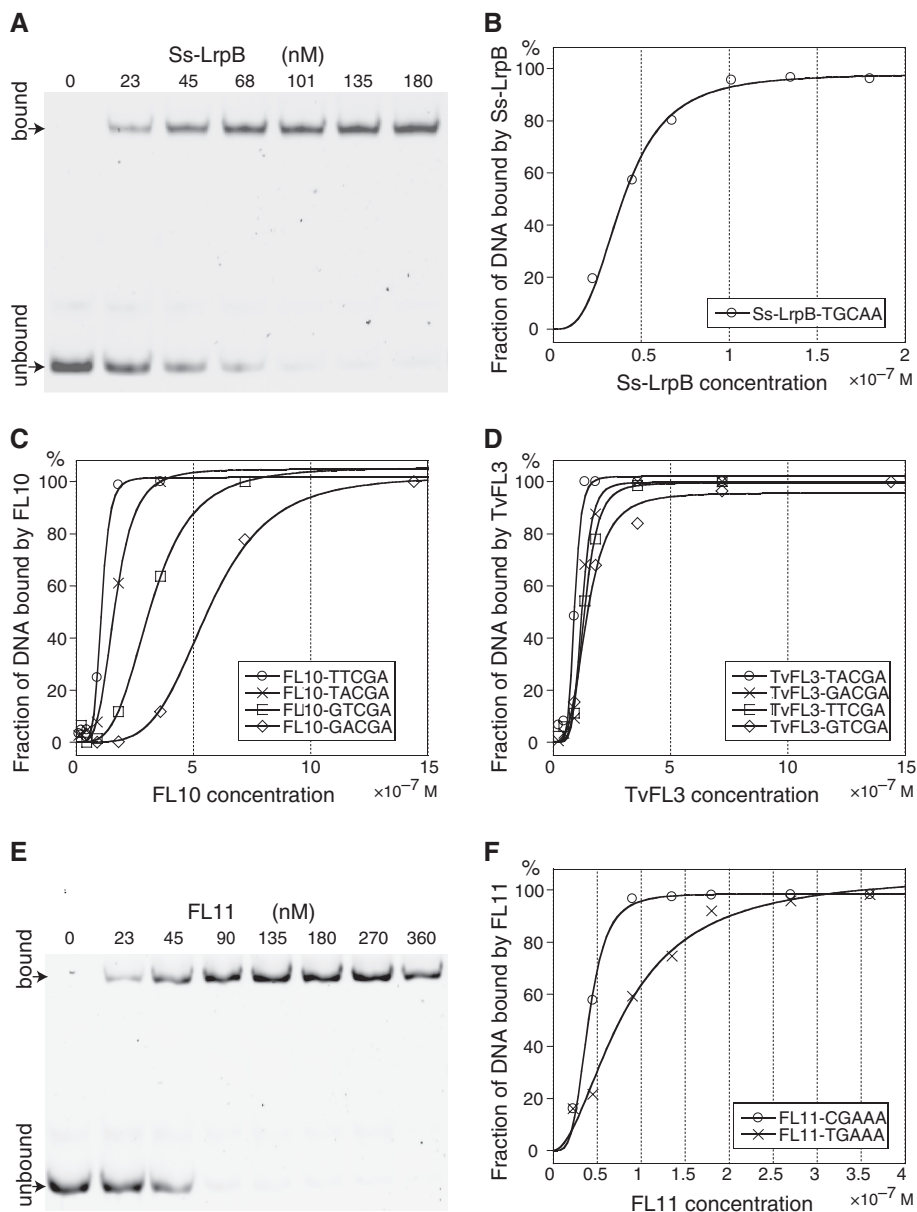 A
Ss-LrpB (nM)
0 23 45 68 101 135 180
bound
unbound
B
%
100
80
60
40
20
0
Fraction of DNA bound by Ss-LrpB
Ss-LrpB-TGCAA
0 0.5 1 1.5 2
Ss-LrpB concentration ×10⁻⁷ M
C
%
100
80
60
40
20
0
Fraction of DNA bound by FL10
FL10-TTCGA
FL10-TACGA
FL10-GTCGA
FL10-GACGA
0 5 10 15
FL10 concentration ×10⁻⁷ M
D
%
100
80
60
40
20
0
Fraction of DNA bound by TvFL3
TvFL3-TACGA
TvFL3-GACGA
TvFL3-TTCGA
TvFL3-GTCGA
0 5 10 15
TvFL3 concentration ×10⁻⁷ M
E
FL11 (nM)
0 23 45 90 135 180 270 360
bound
unbound
F
%
100
80
60
40
20
0
Fraction of DNA bound by FL11
FL11-CGAAA
FL11-TGAAA
0 0.5 1 1.5 2 2.5 3 3.5 4
FL11 concentration ×10⁻⁷ M